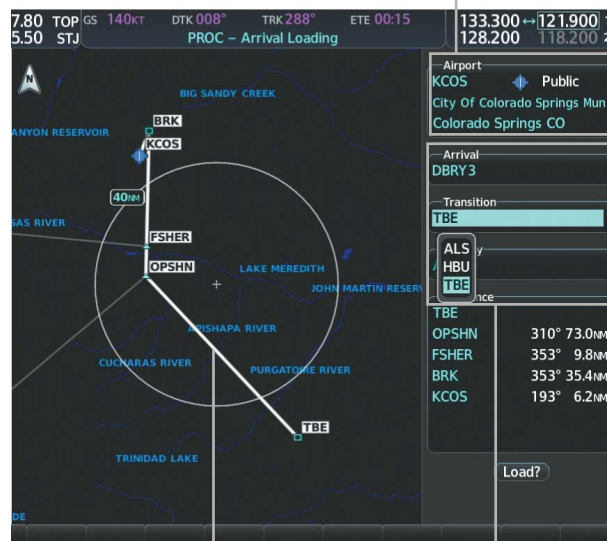 7.80 TOP GS 140KT DTK 008° TRK 288° ETE 00:15 133.300 ↔ 121.900
5.50 STJ PROC – Arrival Loading 128.200 118.200
N
BIG SANDY CREEK
ANYON RESERVOIR
BRK
KCOS
40NM
SAS RIVER
FSHER
OPSHN
LAKE MEREDITH
JOHN MARTIN RESERV
APISHAPA RIVER
CUCHARAS RIVER
PURGATOIRE RIVER
TBE
TRINIDAD LAKE
DE
Airport
KCOS Public
City Of Colorado Springs Mun
Colorado Springs CO
Arrival
DBRY3
Transition
TBE
ALS
HBU
TBE
y
nce
TBE
OPSHN 310° 73.0NM
FSHER 353° 9.8NM
BRK 353° 35.4NM
KCOS 193° 6.2NM
Load?